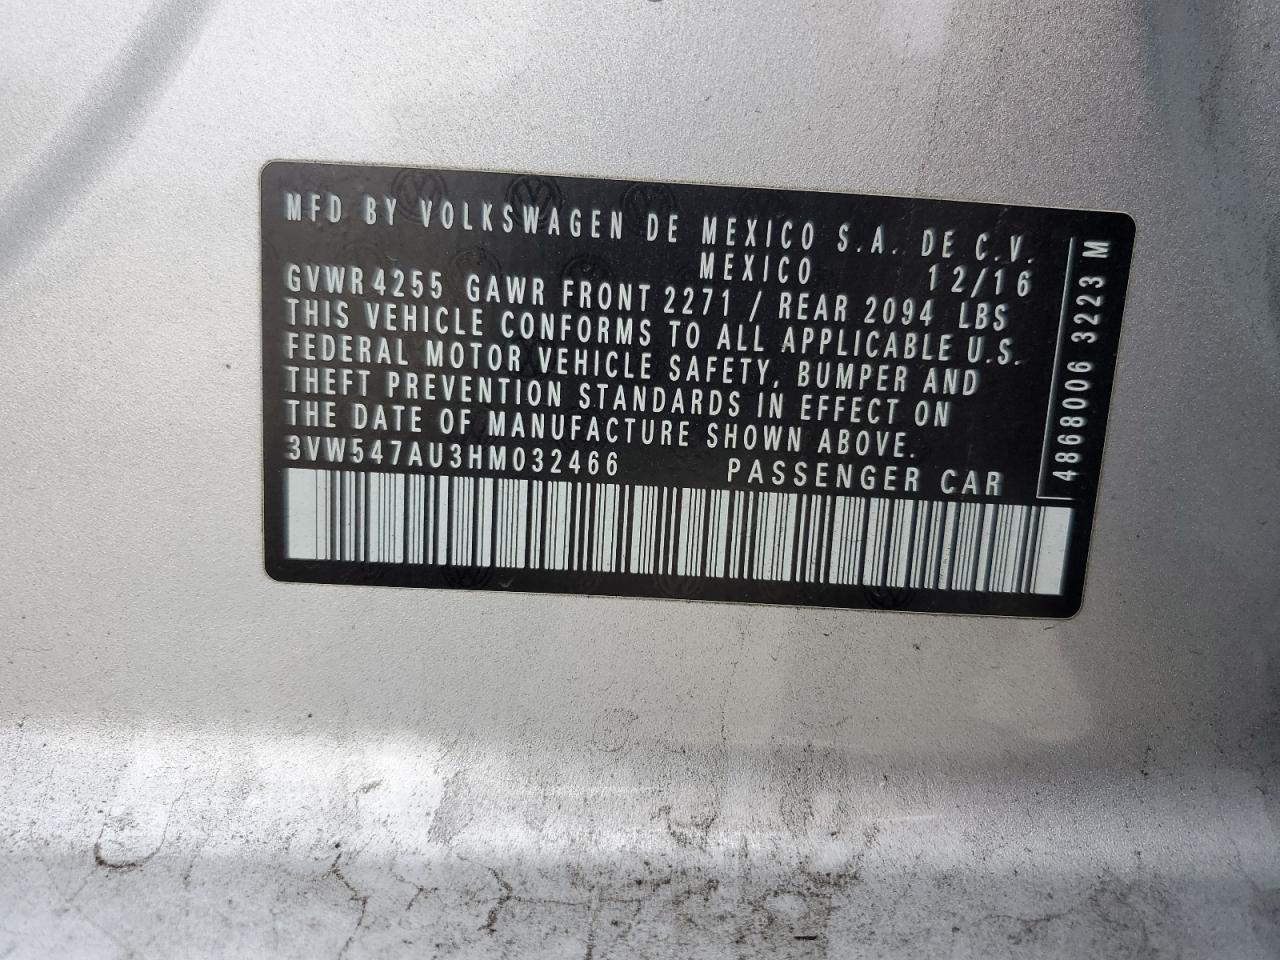 MFD BY VOLKSWAGEN DE MEXICO S.A. DE C.V.
MEXICO 12/16
GVWR 4255 GAWR FRONT 2271 / REAR 2094 LBS
THIS VEHICLE CONFORMS TO ALL APPLICABLE U.S.
FEDERAL MOTOR VEHICLE SAFETY, BUMPER AND
THEFT PREVENTION STANDARDS IN EFFECT ON
THE DATE OF MANUFACTURE SHOWN ABOVE.
3VW547AU3HM032466 PASSENGER CAR
4868006 3223 M